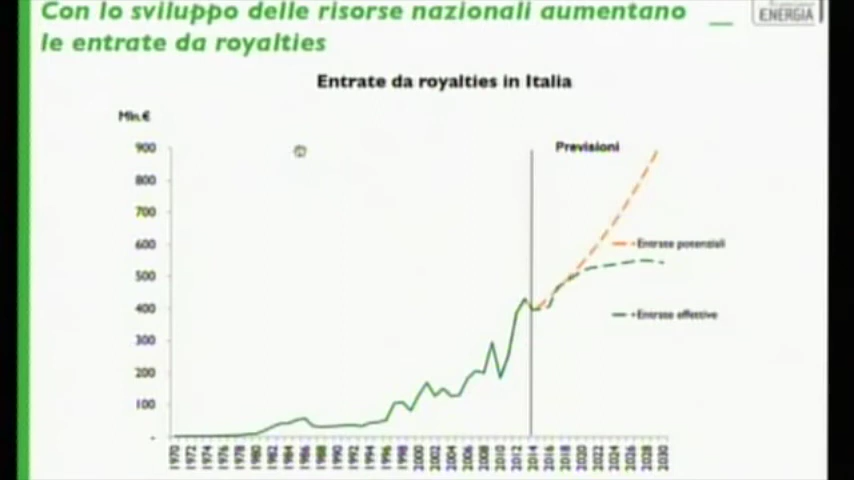 Con lo sviluppo delle risorse nazionali aumentano
le entrate da royalties
ENERGIA
Entrate da royalties in Italia
Mln.€
Previsioni
900
800
700
600
500
400
300
200
100
-
Entrate potenziali
Entrate effettive
1970 1972 1974 1976 1978 1980 1982 1984 1986 1988 1990 1992 1994 1996 1998 2000 2002 2004 2006 2008 2010 2012 2014 2016 2018 2020 2022 2024 2026 2028 2030